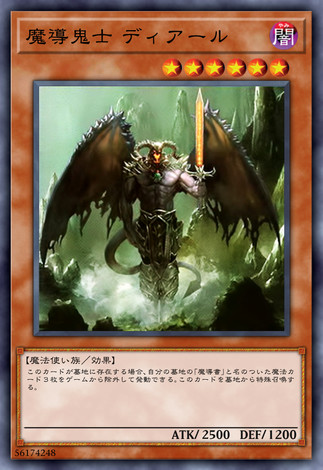 魔導鬼士 ディアール
闇
やみ
【魔法使い族／効果】
このカードが墓地に存在する場合、自分の墓地の「魔導書」と名のついた魔法カ
ード３枚をゲームから除外して発動できる。このカードを墓地から特殊召喚す
る。
ATK/ 2500 DEF/1200
56174248